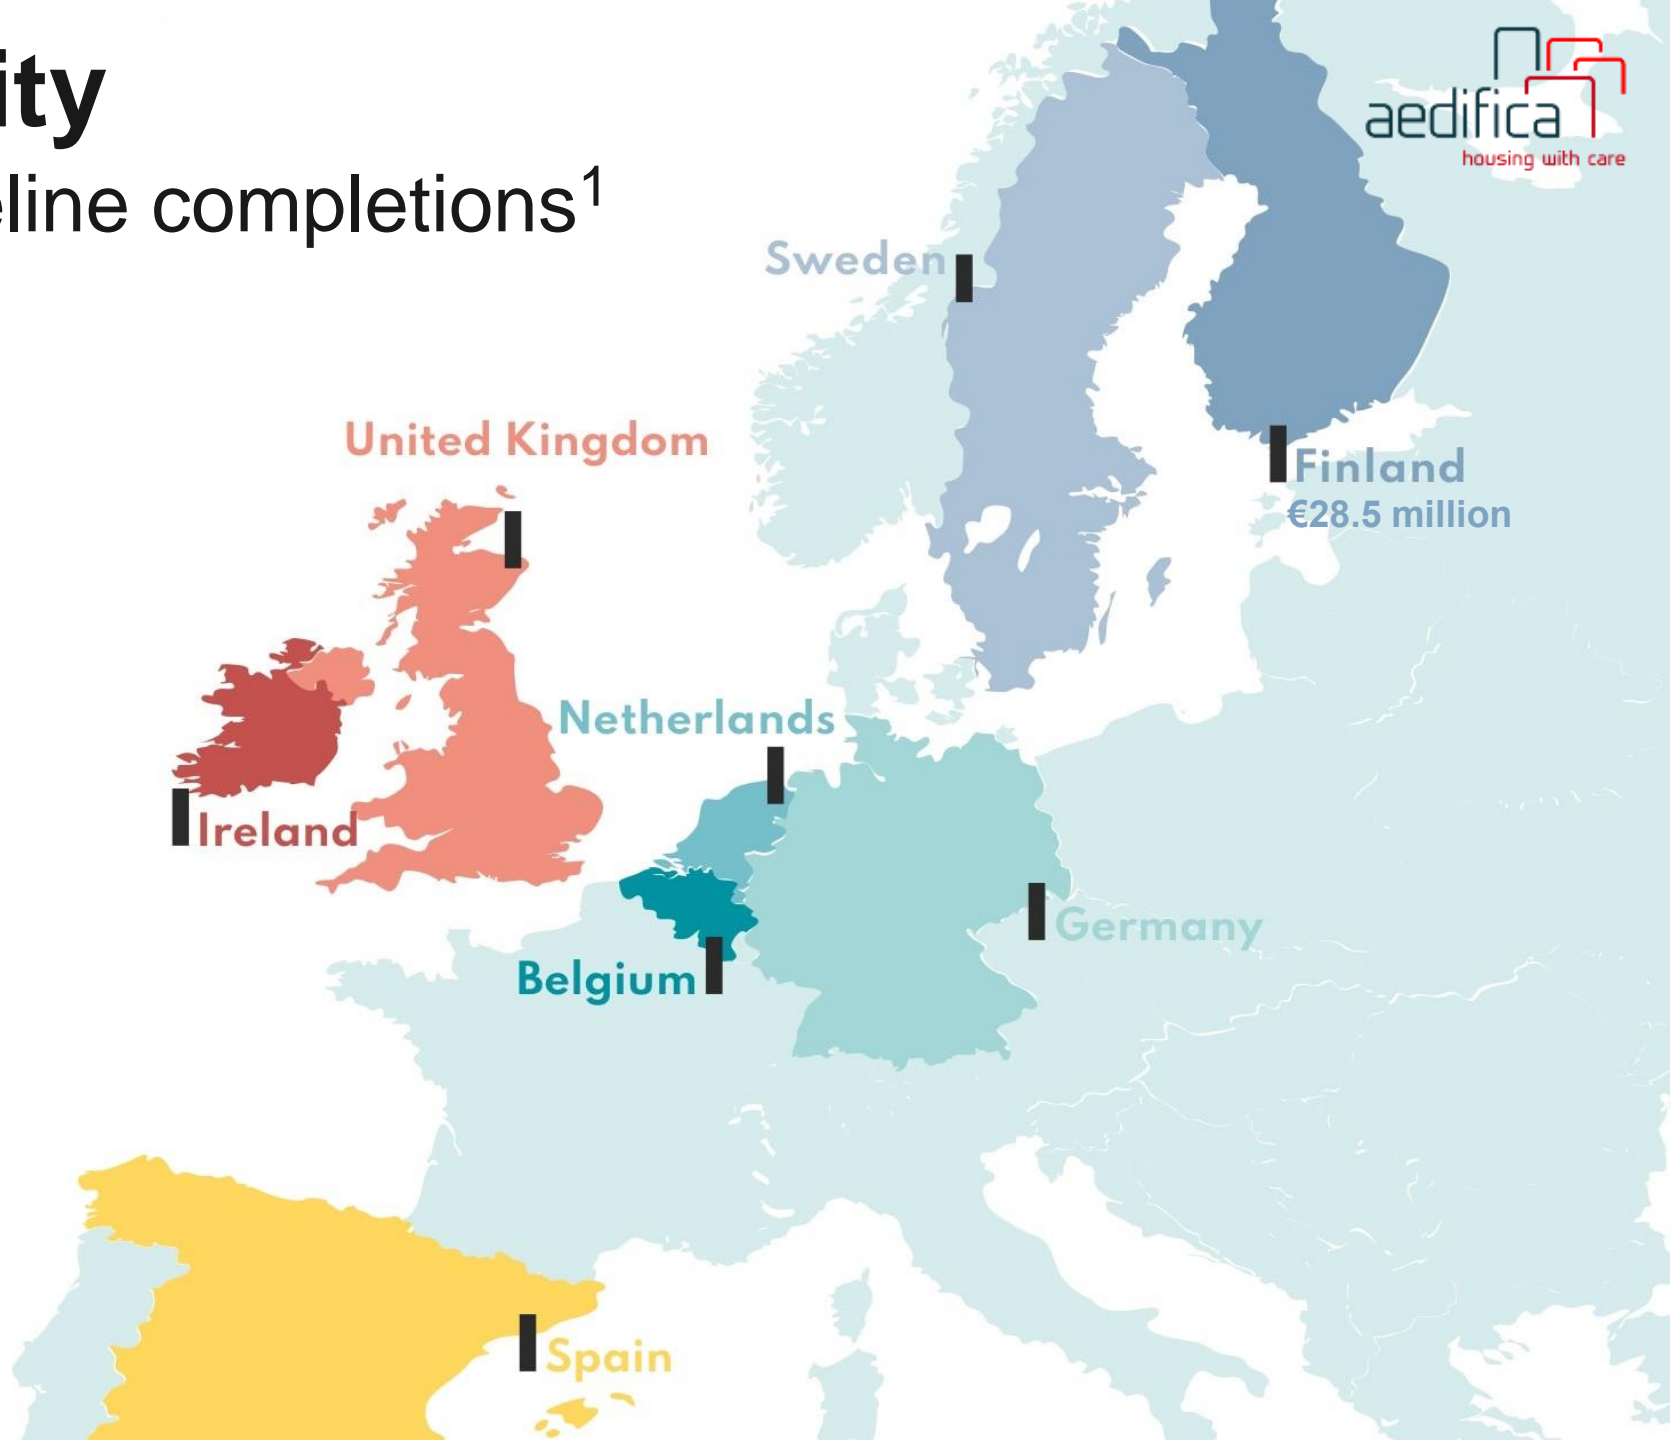 ity
eline completions¹
aedifica
housing with care
Sweden
United Kingdom
Finland
€28.5 million
Netherlands
Ireland
Germany
Belgium
Spain